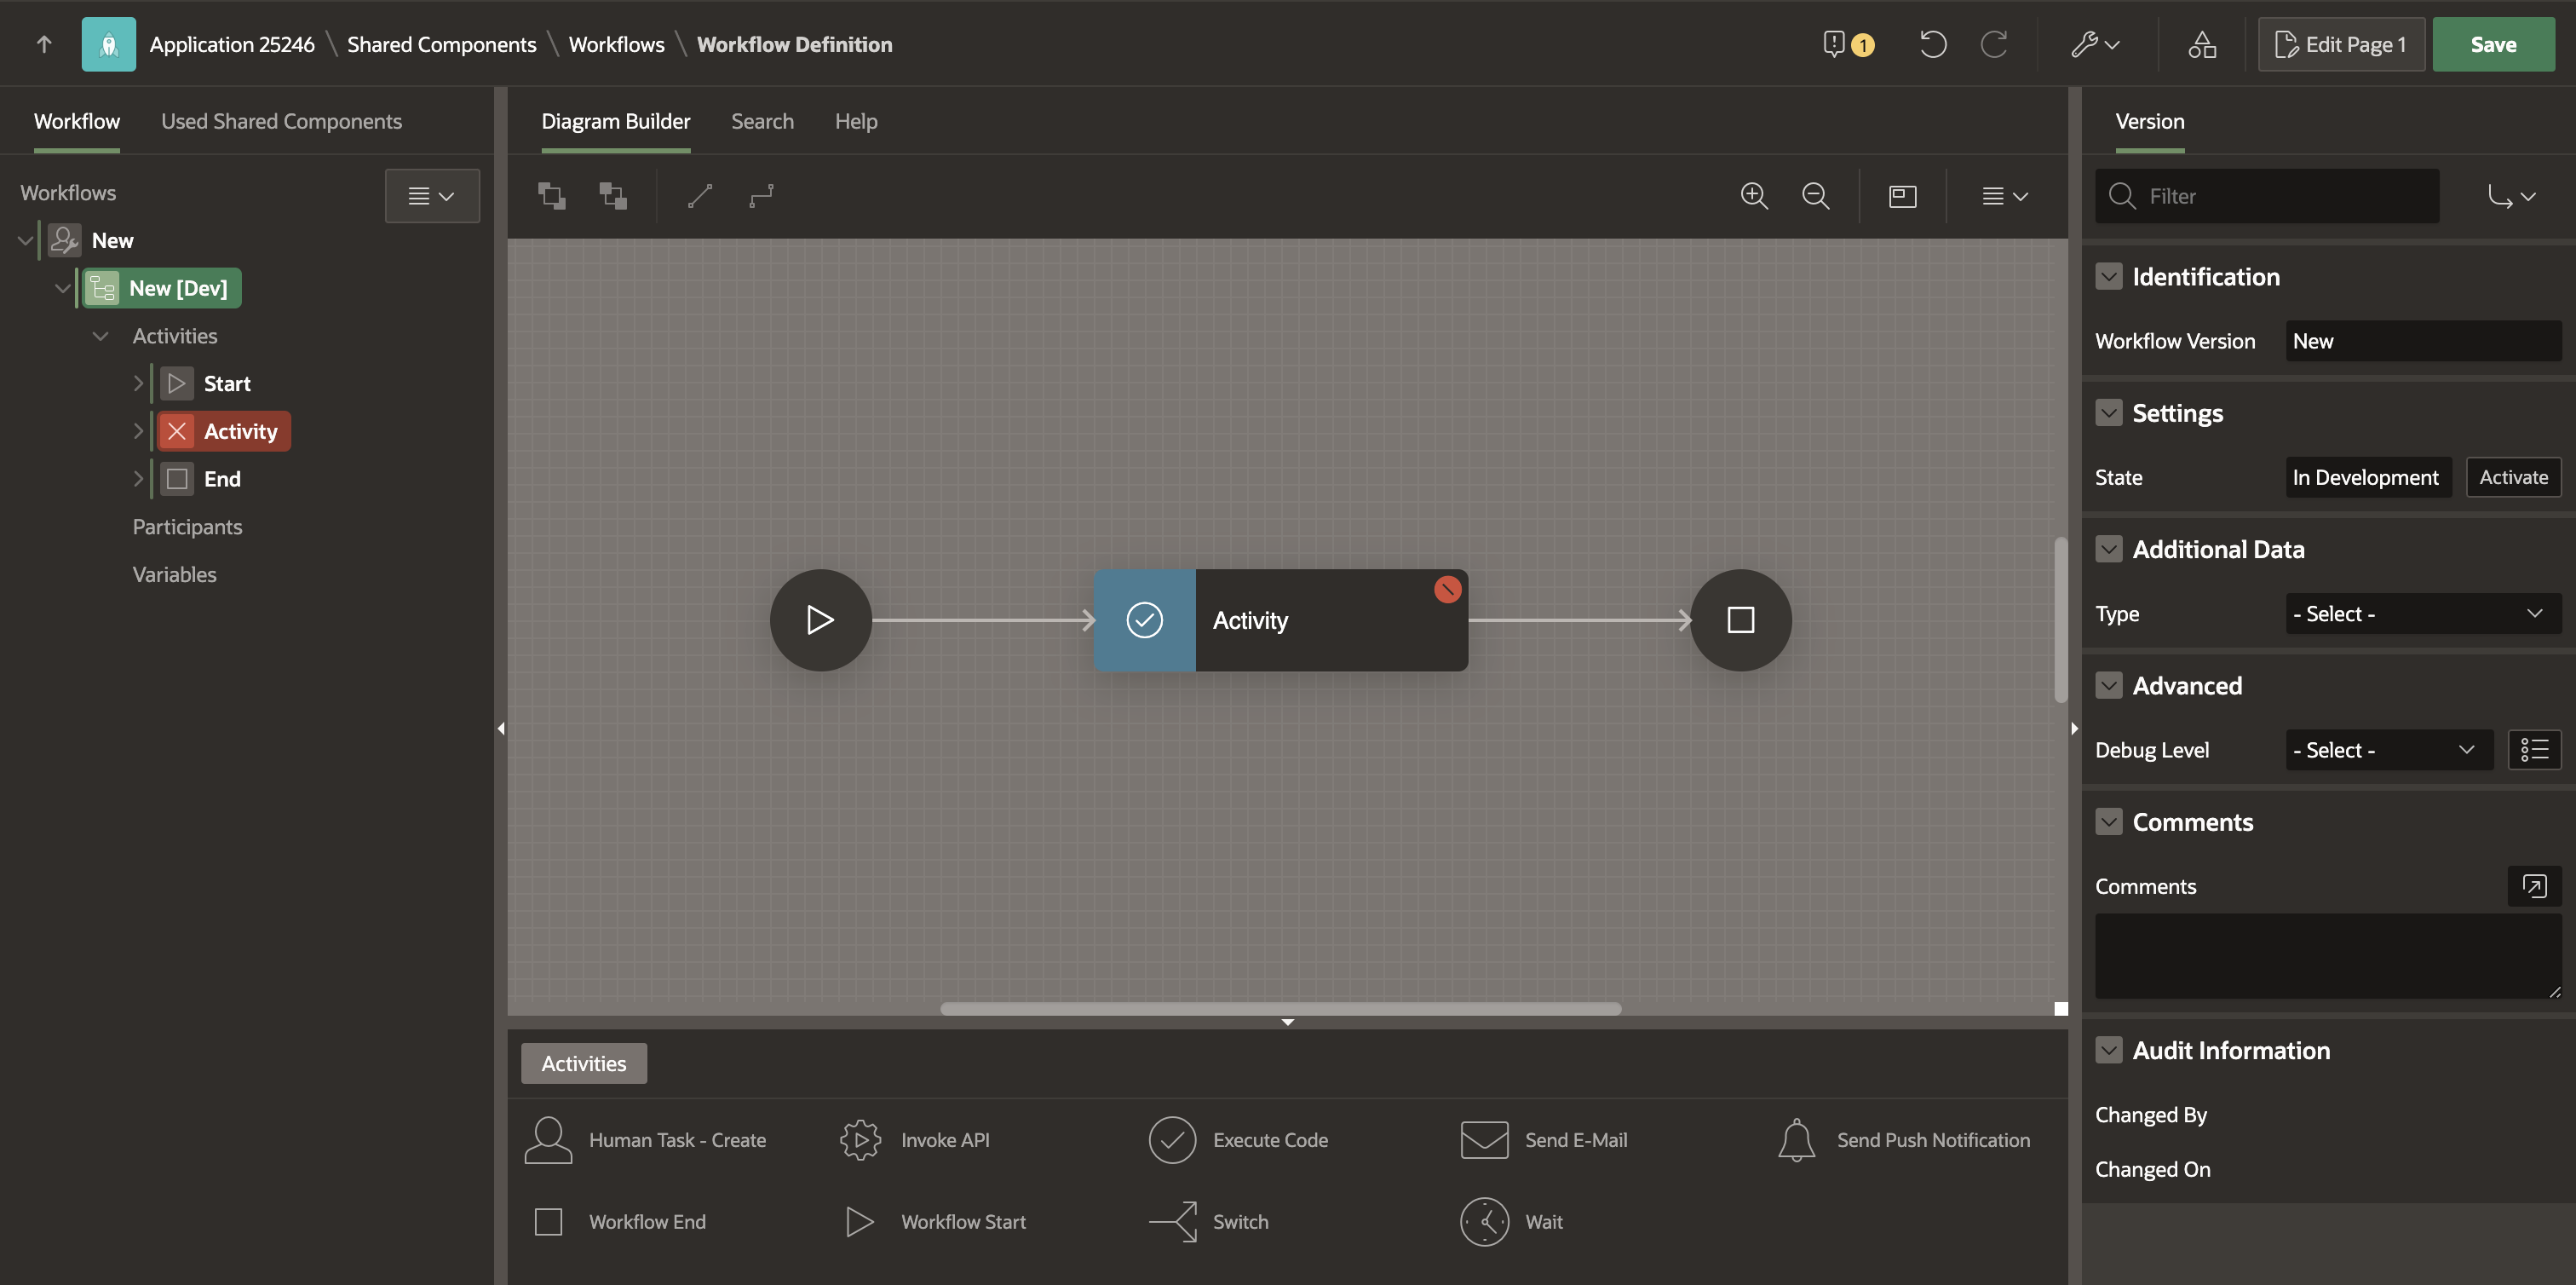 Application 25246 \ Shared Components \ Workflows \ Workflow Definition
1
Edit Page 1
Save
Workflow
Used Shared Components
Workflows
New
New [Dev]
Activities
Start
Activity
End
Participants
Variables
Diagram Builder
Search
Help
Activity
Activities
Human Task - Create
Invoke API
Execute Code
Send E-Mail
Send Push Notification
Workflow End
Workflow Start
Switch
Wait
Version
Filter
Identification
Workflow Version
New
Settings
State
In Development
Activate
Additional Data
Type
- Select -
Advanced
Debug Level
- Select -
Comments
Comments
Audit Information
Changed By
Changed On